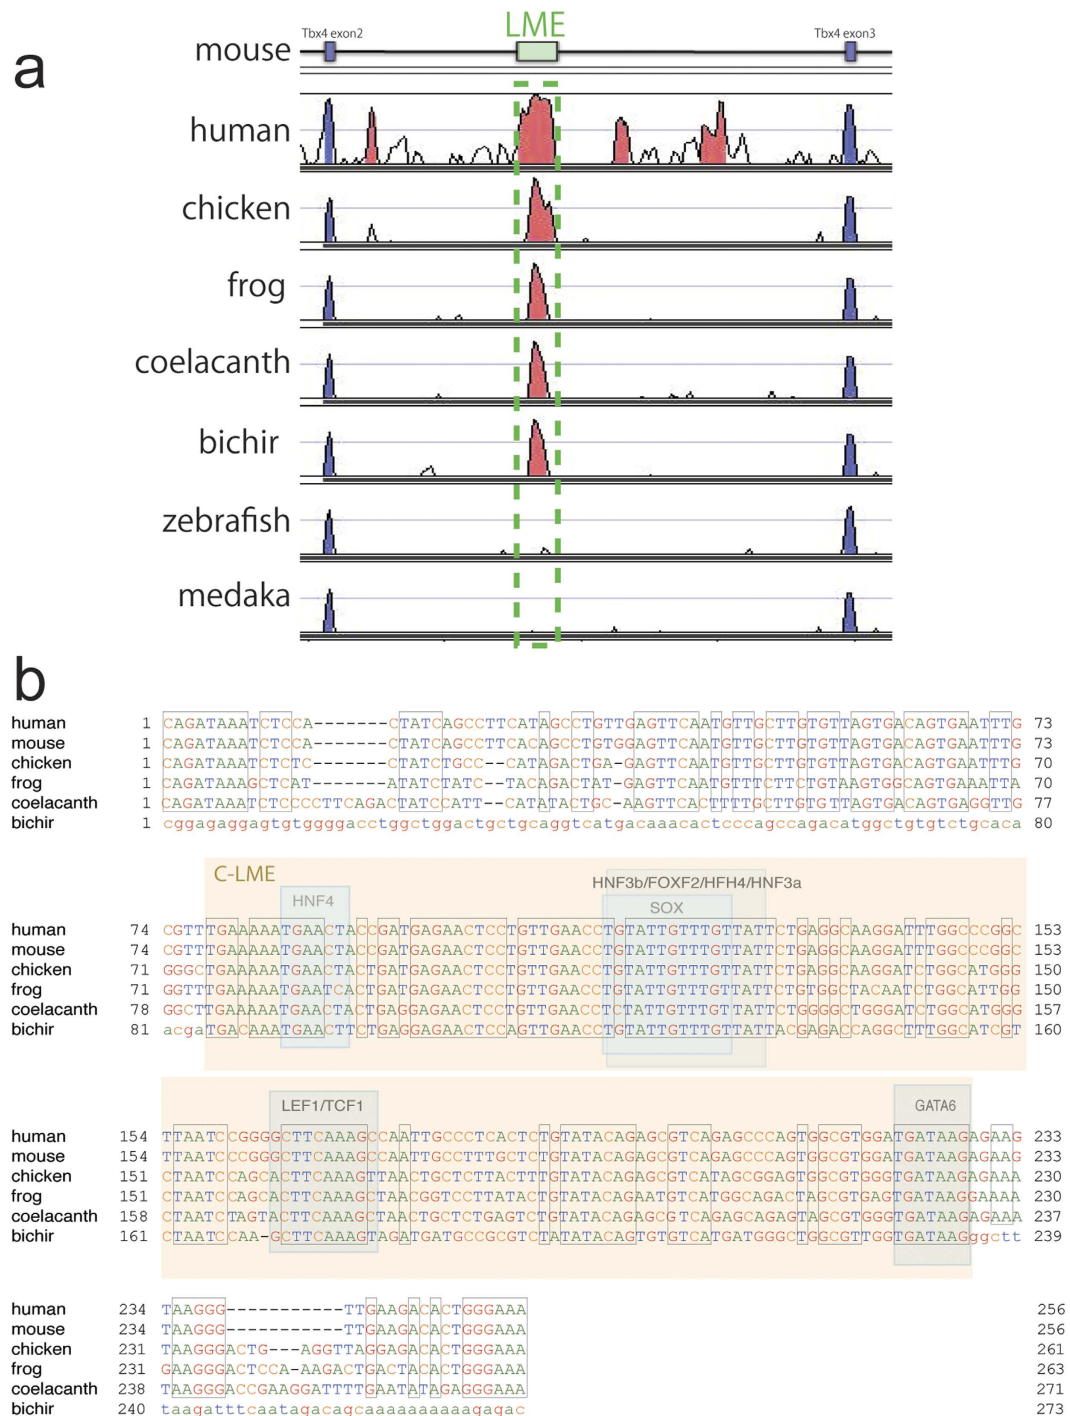 a
Tbx4 exon2
LME
Tbx4 exon3
mouse
human
chicken
frog
coelacanth
bichir
zebrafish
medaka
b
human 1 CAGATAAATCTCCA-------CTATCAGCCTTCATAGCCTGTTGAGTTCAATGTTGCTTGTGTTAGTGACAGTGAATTTG 73
mouse 1 CAGATAAATCTCCA-------CTATCAGCCTTCACAGCCTGTGGAGTTCAATGTTGCTTGTGTTAGTGACAGTGAATTTG 73
chicken 1 CAGATAAATCTCTC-------CTATCTGCC--CATAGACTGA-GAGTTCAATGTTGCTTGTGTTAGTGACAGTGAATTTG 70
frog 1 CAGATAAAGCTCAT-------ATATCTATC--TACAGACTAT-GAGTTCAATGTTTCTTCTGTAAGTGGCAGTGAAATTA 70
coelacanth 1 CAGATAAATCTCCCCTTCAGACTATCCATT--CATATACTGC-AAGTTCACTTTTGCTTGTGTTAGTGACAGTGAGGTTG 77
bichir 1 cggagaggagtgtggggacctggctggactgctgcaggtcatgacaaacactcccagccagacatggctgtgtctgcaca 80
C-LME
HNF4
HNF3b/FOXF2/HFH4/HNF3a
SOX
human 74 CGTTTGAAAAATGAACTACCGATGAGAACTCCTGTTGAACCTGTATTGTTTGTTATTCTGAGGCAAGGATTTGGCCCGGC 153
mouse 74 CGTTTGAAAAATGAACTACCGATGAGAACTCCTGTTGAACCTGTATTGTTTGTTATTCTGAGGCAAGGATTTGGCCCGGC 153
chicken 71 GGGCTGAAAAATGAACTACTGATGAGAACTCCTGTTGAACCTGTATTGTTTGTTATTCTGAGGCAAGGATCTGGCATGGG 150
frog 71 GGTTTGAAAAATGAATCACTGATGAGAACTCCTGTTGAACCTGTATTGTTTGTTATTCTGTGGCTACAATCTGGCATTGG 150
coelacanth 78 GGCTTGAAAAATGAACTACTGAGGAGAACTCCTGTTGAACCTCTATTGTTTGTTATTCTGGGGCTGGGATCTGGCATGGG 157
bichir 81 acgaTGACAAATGAACTTCTGAGGAGAACTCCAGTTGAACCTGTATTGTTTGTTATTACGAGACCAGGCTTTGGCATCGT 160
LEF1/TCF1
GATA6
human 154 TTAATCCGGGGCTTCAAAGCCAATTGCCCTCACTCTGTATACAGAGCGTCAGAGCCCAGTGGCGTGGATGATAAGAGAAG 233
mouse 154 TTAATCCCGGGCTTCAAAGCCAATTGCCTTTGCTCTGTATACAGAGCGTCAGAGCCCAGTGGCGTGGATGATAAGAGAAG 233
chicken 151 CTAATCCAGCACTTCAAAGTTAACTGCTCTTACTTTGTATACAGAGCGTCATAGCGGAGTGGCGTGGGTGATAAGAGAAA 230
frog 151 CTAATCCAGCACTTCAAAGCTAACGGTCCTTATACTGTATACAGAATGTCATGGCAGACTAGCGTGAGTGATAAGGAAAA 230
coelacanth 158 CTAATCTAGTACTTCAAAGCTAACTGCTCTGAGTCTGTATACAGAGCGTCAGAGCAGAGTAGCGTGGGTGATAAGAGAAA 237
bichir 161 CTAATCCAA-GCTTCAAAGTAGATGATGCCGCGTCTATATACAGTGTGTCATGATGGGCTGGCGTTGGTGATAAGggctt 239
human 234 TAAGGG-----------TTGAAGACACTGGGAAA 256
mouse 234 TAAGGG-----------TTGAAGACACTGGGAAA 256
chicken 231 TAAGGGACTG---AGGTTAGGAGACACTGGGAAA 261
frog 231 GAAGGGACTCCA-AAGACTGACTACACTGGGAAA 263
coelacanth 238 TAAGGGACCGAAGGATTTTGAATATAGAGGGAAA 271
bichir 240 taagatttcaatagacagcaaaaaaaaaagagac 273